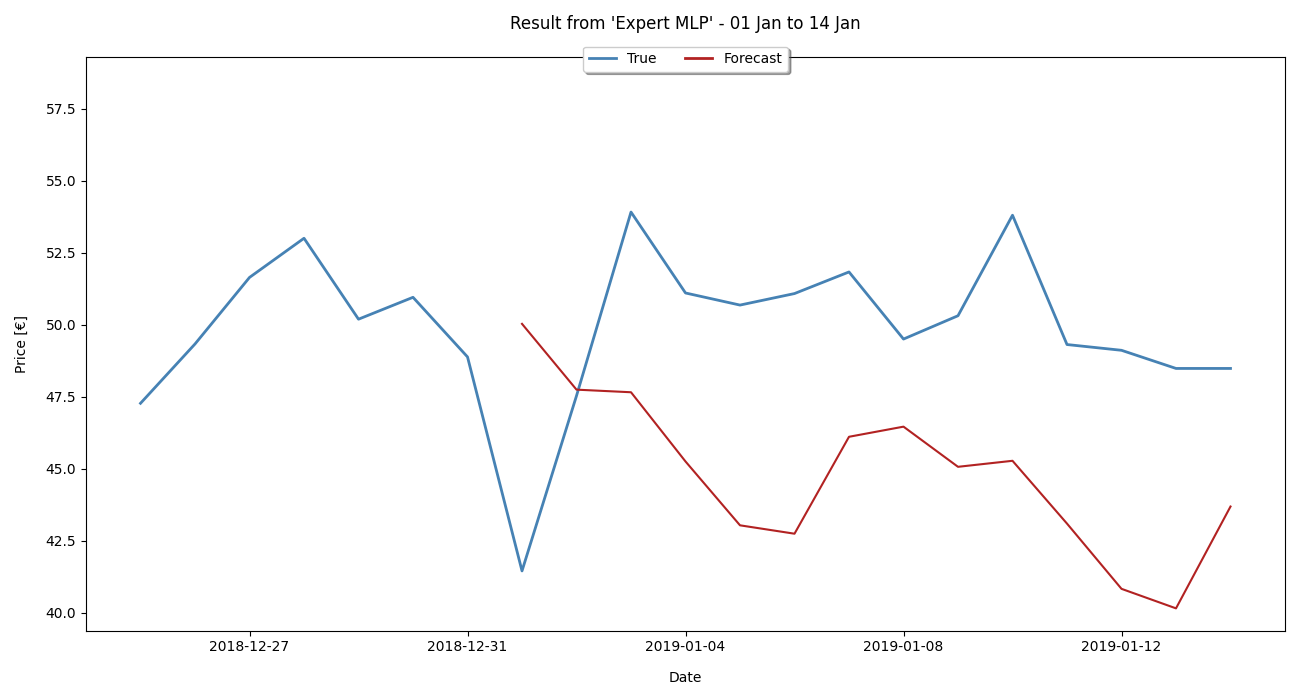 Result from 'Expert MLP' - 01 Jan to 14 Jan
True Forecast
57.5
55.0
52.5
50.0
47.5
45.0
42.5
40.0
Price [€]
2018-12-27 2018-12-31 2019-01-04 2019-01-08 2019-01-12
Date